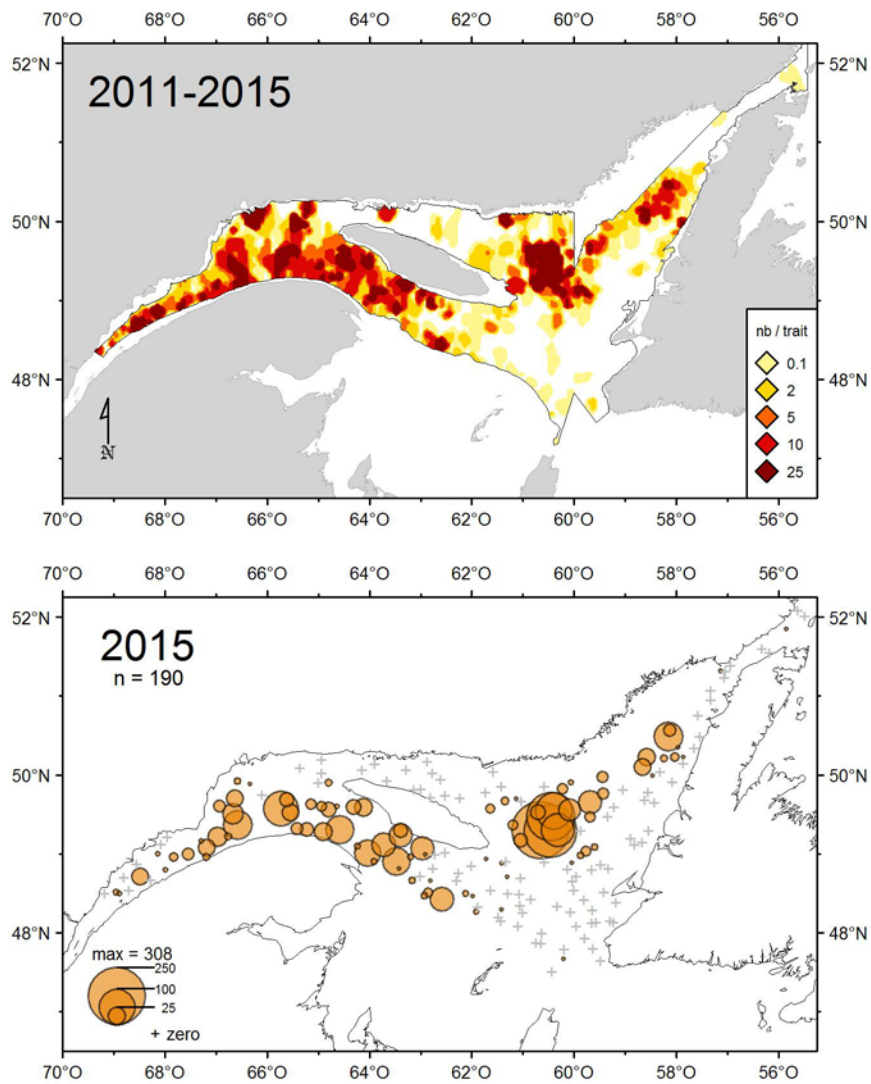 70°O 68°O 66°O 64°O 62°O 60°O 58°O 56°O
52°N 52°N
2011-2015
50°N 50°N
nb / trait
0.1
48°N 2 48°N
5
10
N
25
70°O 68°O 66°O 64°O 62°O 60°O 58°O 56°O
70°O 68°O 66°O 64°O 62°O 60°O 58°O 56°O
52°N 52°N
2015
n = 190
50°N 50°N
48°N 48°N
max = 308
250
100
25
+ zero
70°O 68°O 66°O 64°O 62°O 60°O 58°O 56°O